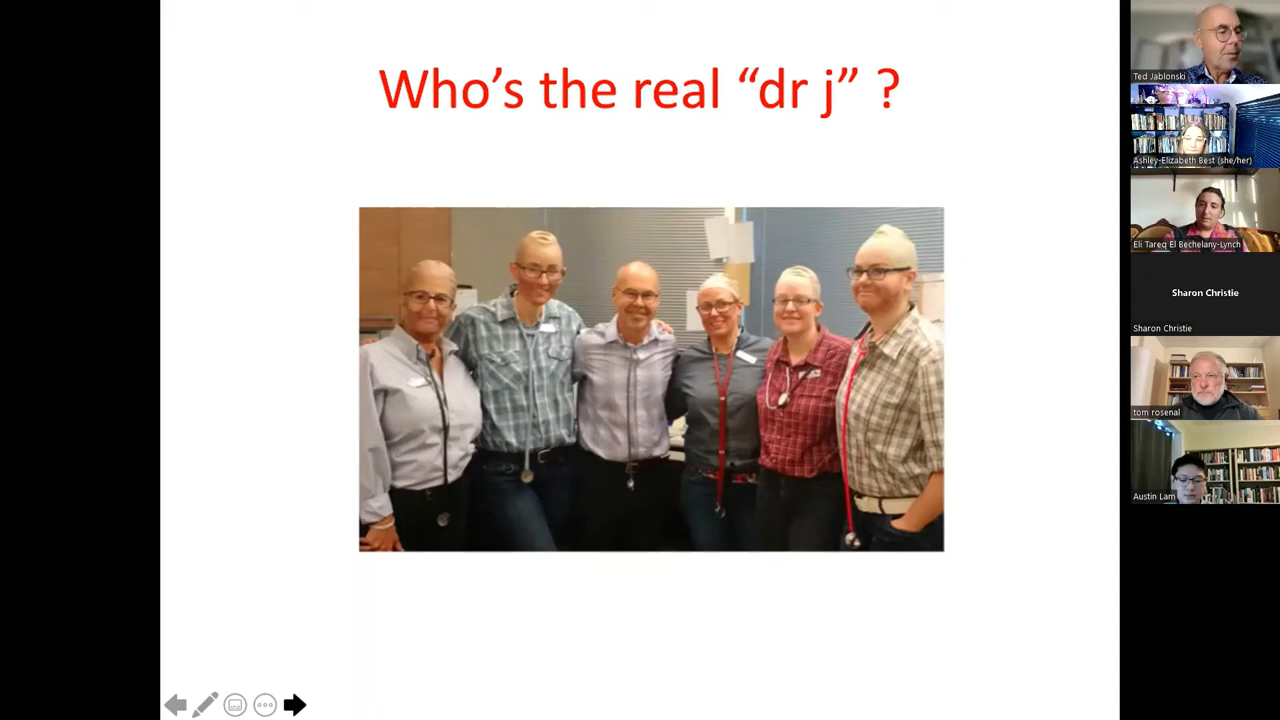 Who's the real “dr j” ?
Ted Jablonski
Ashley-Elizabeth Best (she/her)
Eli Tareq El Bechelany-Lynch
Sharon Christie
Sharon Christie
tom rosenal
Austin Lam